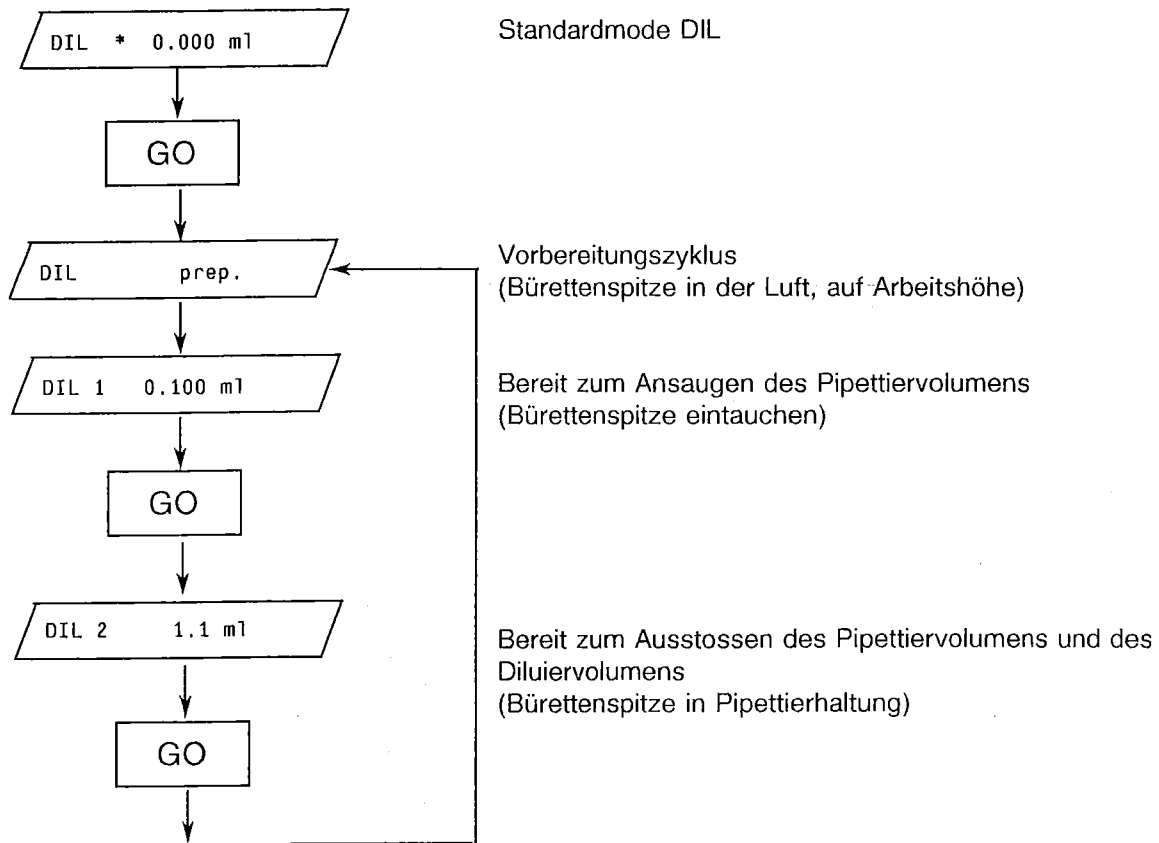 DIL * 0.000 ml
Standardmode DIL
GO
DIL prep.
Vorbereitungszyklus
(Bürettenspitze in der Luft, auf Arbeitshöhe)
DIL 1 0.100 ml
Bereit zum Ansaugen des Pipettiervolumens
(Bürettenspitze eintauchen)
GO
DIL 2 1.1 ml
Bereit zum Ausstossen des Pipettiervolumens und des
Diluiervolumens
(Bürettenspitze in Pipettierhaltung)
GO